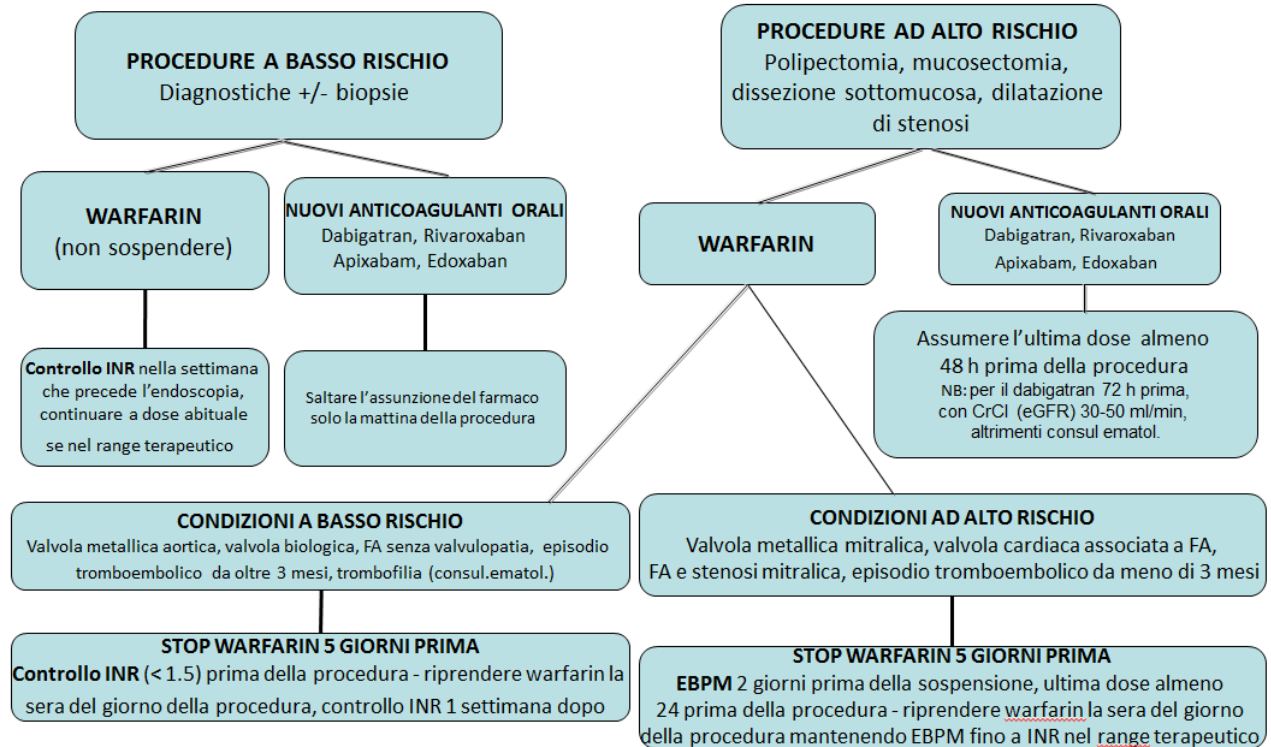 PROCEDURE A BASSO RISCHIO
Diagnostiche +/- biopsie
PROCEDURE AD ALTO RISCHIO
Polipectomia, mucosectomia,
dissezione sottomucosa, dilatazione
di stenosi
WARFARIN
(non sospendere)
NUOVI ANTICOAGULANTI ORALI
Dabigatran, Rivaroxaban
Apixabam, Edoxaban
WARFARIN
NUOVI ANTICOAGULANTI ORALI
Dabigatran, Rivaroxaban
Apixabam, Edoxaban
Controllo INR nella settimana
che precede l'endoscopia,
continuare a dose abituale
se nel range terapeutico
Saltare l'assunzione del farmaco
solo la mattina della procedura
Assumere l'ultima dose almeno
48 h prima della procedura
NB: per il dabigatran 72 h prima,
con CrCl (eGFR) 30-50 ml/min,
altrimenti consul ematol.
CONDIZIONI A BASSO RISCHIO
Valvola metallica aortica, valvola biologica, FA senza valvulopatia, episodio
tromboembolico da oltre 3 mesi, trombofilia (consul.ematol.)
CONDIZIONI AD ALTO RISCHIO
Valvola metallica mitralica, valvola cardiaca associata a FA,
FA e stenosi mitralica, episodio tromboembolico da meno di 3 mesi
STOP WARFARIN 5 GIORNI PRIMA
Controllo INR (< 1.5) prima della procedura - riprendere warfarin la
sera del giorno della procedura, controllo INR 1 settimana dopo
STOP WARFARIN 5 GIORNI PRIMA
EBPM 2 giorni prima della sospensione, ultima dose almeno
24 prima della procedura - riprendere warfarin la sera del giorno
della procedura mantenendo EBPM fino a INR nel range terapeutico